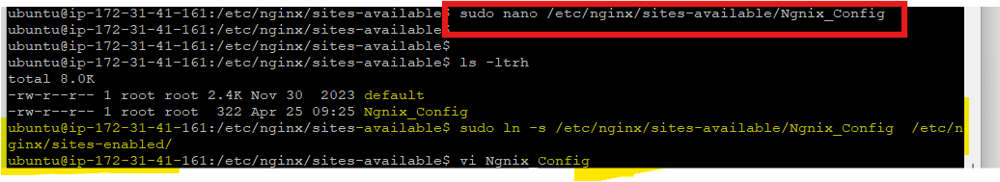 ubuntu@ip-172-31-41-161:/etc/nginx/sites-available$ sudo nano /etc/nginx/sites-available/Ngnix_Config
ubuntu@ip-172-31-41-161:/etc/nginx/sites-available$
ubuntu@ip-172-31-41-161:/etc/nginx/sites-available$
ubuntu@ip-172-31-41-161:/etc/nginx/sites-available$ ls -ltrh
total 8.0K
-rw-r--r-- 1 root root 2.4K Nov 30  2023 default
-rw-r--r-- 1 root root  322 Apr 25 09:25 Ngnix_Config
ubuntu@ip-172-31-41-161:/etc/nginx/sites-available$ sudo ln -s /etc/nginx/sites-available/Ngnix_Config  /etc/n
ginx/sites-enabled/
ubuntu@ip-172-31-41-161:/etc/nginx/sites-available$ vi Ngnix_Config